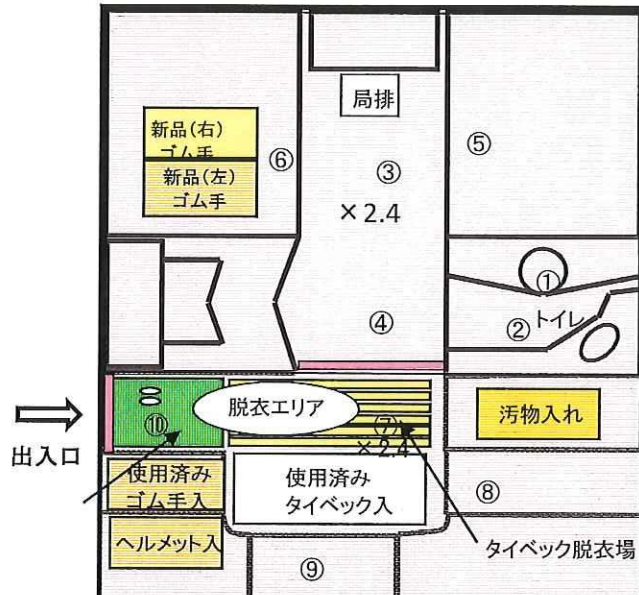 局排
新品(右)
ゴム手
新品(左)
ゴム手
⑥
③
×2.4
⑤
①
④
②
トイレ
出入口
⑩
脱衣エリア
⑦
×2.4
汚物入れ
使用済み
ゴム手入
使用済み
タイベック入
⑧
ヘルメット入
⑨
タイベック脱衣場